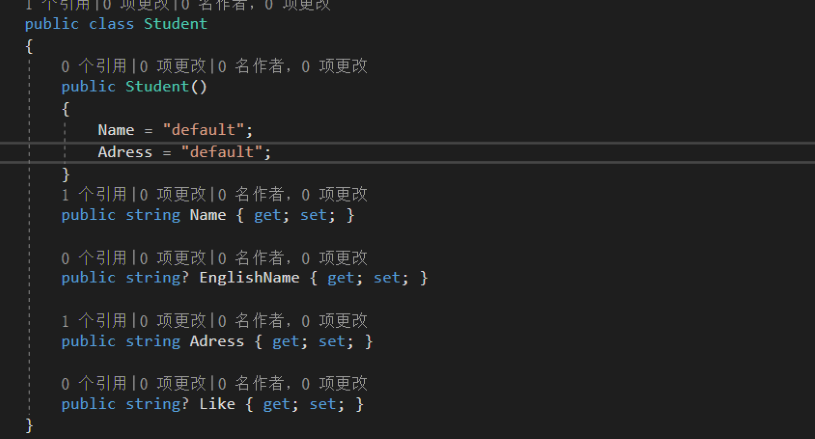 1 个引用|0 项更改|0 名作者, 0 项更改
public class Student
{
0 个引用|0 项更改|0 名作者, 0 项更改
public Student()
{
Name = "default";
Adress = "default";
}
1 个引用|0 项更改|0 名作者, 0 项更改
public string Name { get; set; }
0 个引用|0 项更改|0 名作者, 0 项更改
public string? EnglishName { get; set; }
1 个引用|0 项更改|0 名作者, 0 项更改
public string Adress { get; set; }
0 个引用|0 项更改|0 名作者, 0 项更改
public string? Like { get; set; }
}